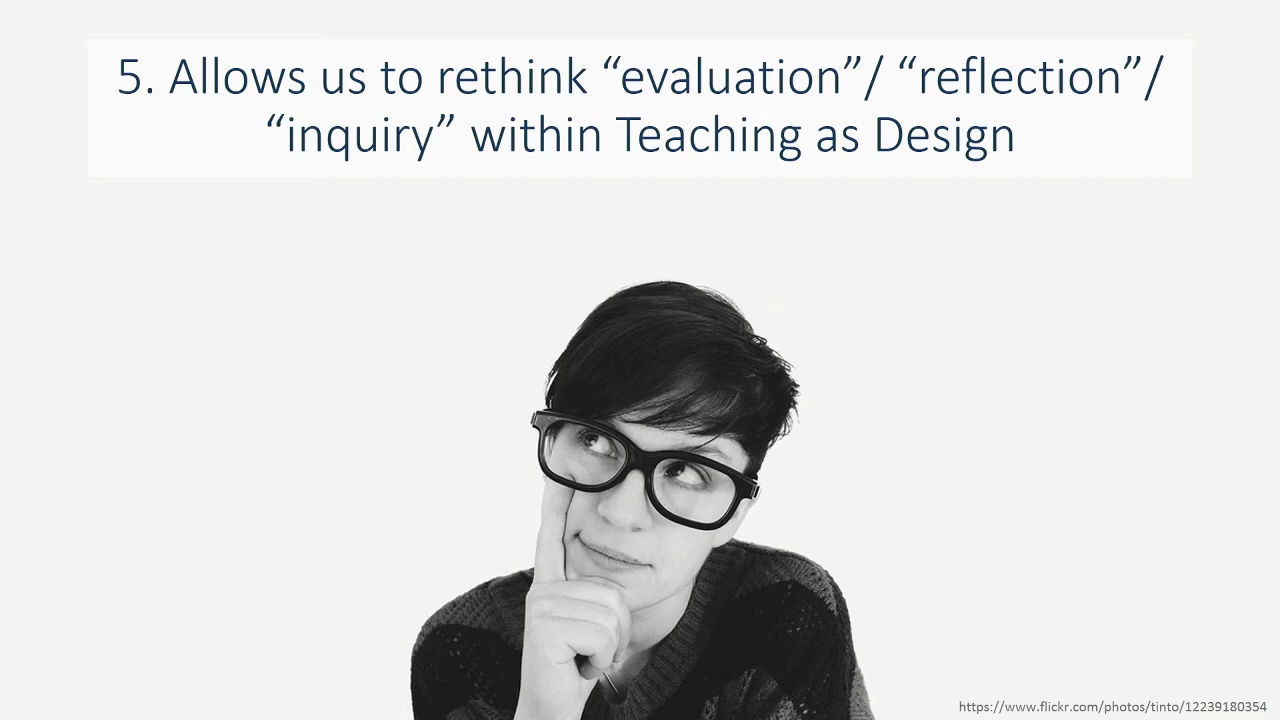 5. Allows us to rethink “evaluation”/ “reflection”/
“inquiry” within Teaching as Design
https://www.flickr.com/photos/tinto/12239180354